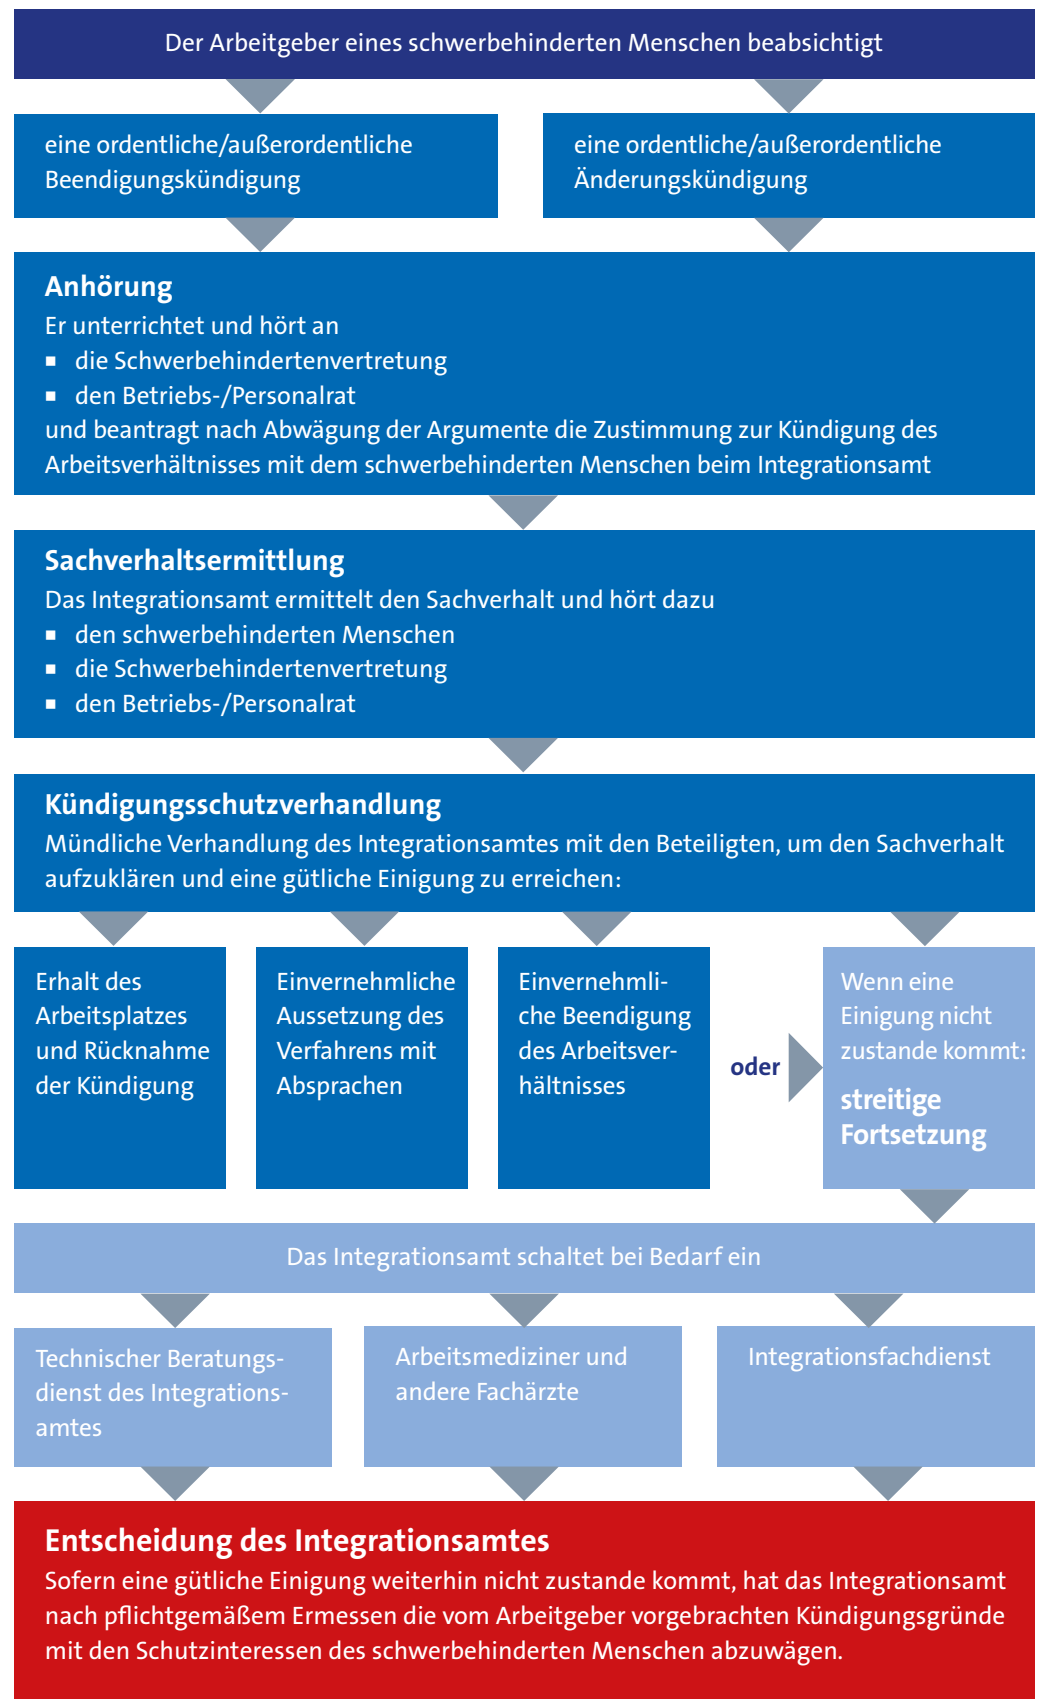 Der Arbeitgeber eines schwerbehinderten Menschen beabsichtigt
eine ordentliche/außerordentliche
Beendigungskündigung
eine ordentliche/außerordentliche
Änderungskündigung
Anhörung
Er unterrichtet und hört an
▪ die Schwerbehindertenvertretung
▪ den Betriebs-/Personalrat
und beantragt nach Abwägung der Argumente die Zustimmung zur Kündigung des
Arbeitsverhältnisses mit dem schwerbehinderten Menschen beim Integrationsamt
Sachverhaltsermittlung
Das Integrationsamt ermittelt den Sachverhalt und hört dazu
▪ den schwerbehinderten Menschen
▪ die Schwerbehindertenvertretung
▪ den Betriebs-/Personalrat
Kündigungsschutzverhandlung
Mündliche Verhandlung des Integrationsamtes mit den Beteiligten, um den Sachverhalt
aufzuklären und eine gütliche Einigung zu erreichen:
Erhalt des
Arbeitsplatzes
und Rücknahme
der Kündigung
Einvernehmliche
Aussetzung des
Verfahrens mit
Absprachen
Einvernehmli-
che Beendigung
des Arbeitsver-
hältnisses
oder
Wenn eine
Einigung nicht
zustande kommt:
streitige
Fortsetzung
Das Integrationsamt schaltet bei Bedarf ein
Technischer Beratungs-
dienst des Integrations-
amtes
Arbeitsmediziner und
andere Fachärzte
Integrationsfachdienst
Entscheidung des Integrationsamtes
Sofern eine gütliche Einigung weiterhin nicht zustande kommt, hat das Integrationsamt
nach pflichtgemäßem Ermessen die vom Arbeitgeber vorgebrachten Kündigungsgründe
mit den Schutzinteressen des schwerbehinderten Menschen abzuwägen.